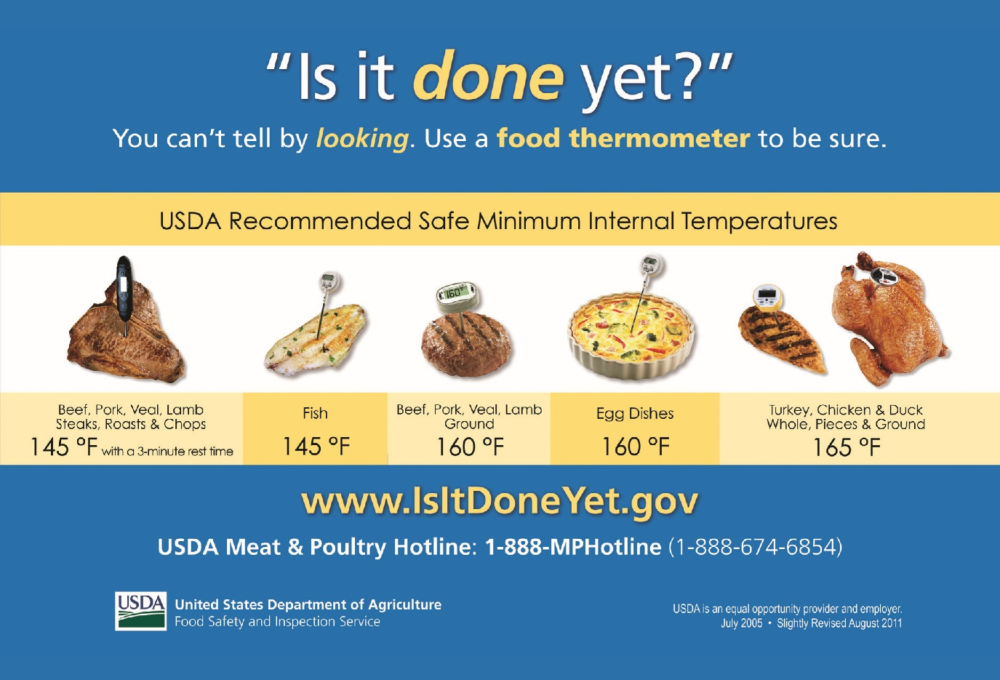 “Is it done yet?”
You can’t tell by looking. Use a food thermometer to be sure.
USDA Recommended Safe Minimum Internal Temperatures
160°F
Beef, Pork, Veal, Lamb
Steaks, Roasts & Chops
145 °F with a 3-minute rest time
Fish
145 °F
Beef, Pork, Veal, Lamb
Ground
160 °F
Egg Dishes
160 °F
Turkey, Chicken & Duck
Whole, Pieces & Ground
165 °F
www.IsItDoneYet.gov
USDA Meat & Poultry Hotline: 1-888-MPHotline (1-888-674-6854)
USDA
United States Department of Agriculture
Food Safety and Inspection Service
USDA is an equal opportunity provider and employer.
July 2005 • Slightly Revised August 2011